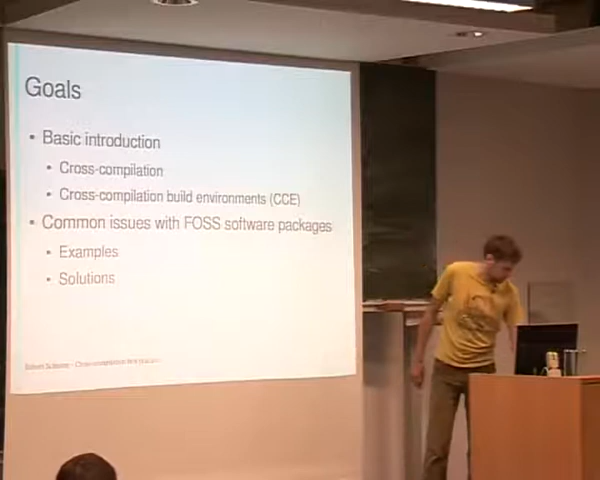 Goals
• Basic introduction
• Cross-compilation
• Cross-compilation build environments (CCE)
• Common issues with FOSS software packages
• Examples
• Solutions